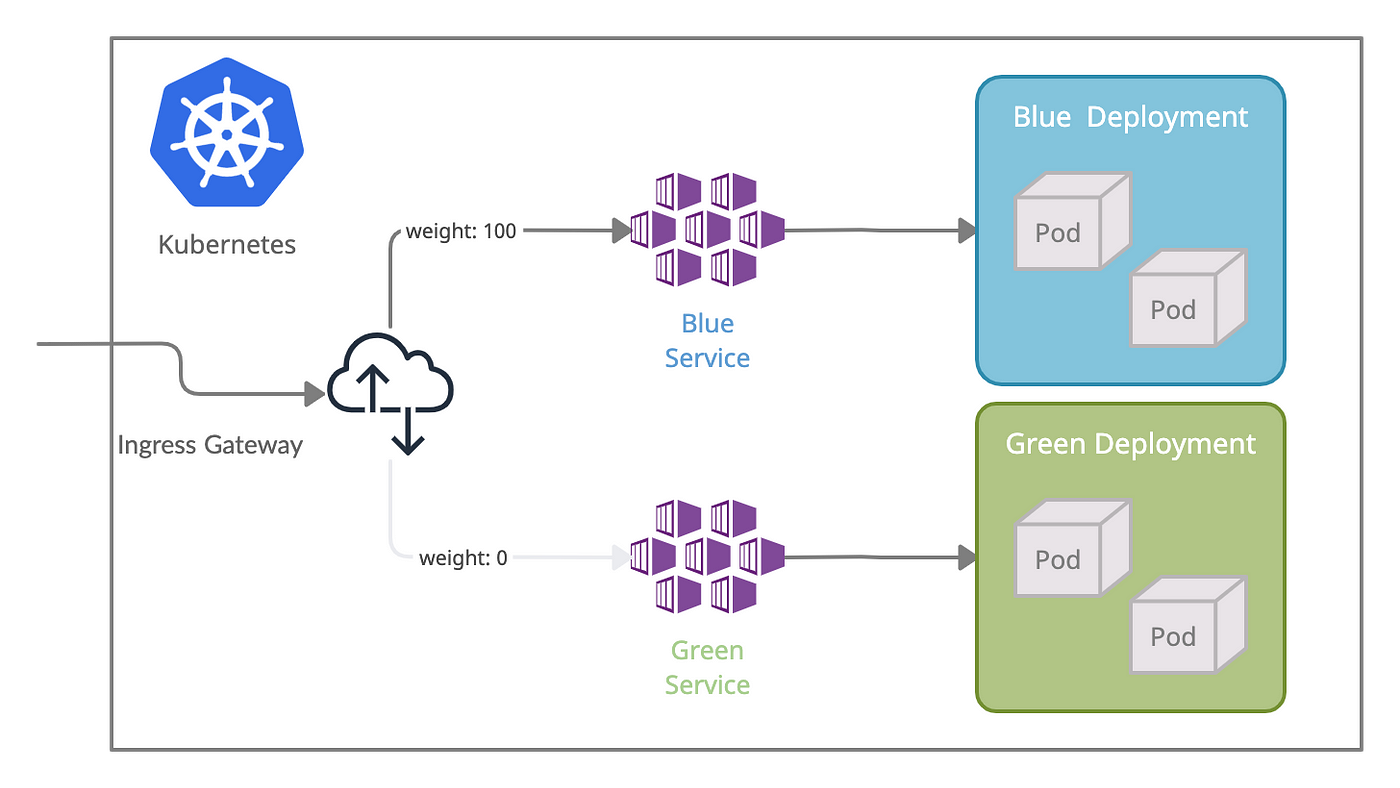 Kubernetes
Ingress Gateway
weight: 100
Blue
Service
Blue  Deployment
Pod
Pod
weight: 0
Green
Service
Green Deployment
Pod
Pod